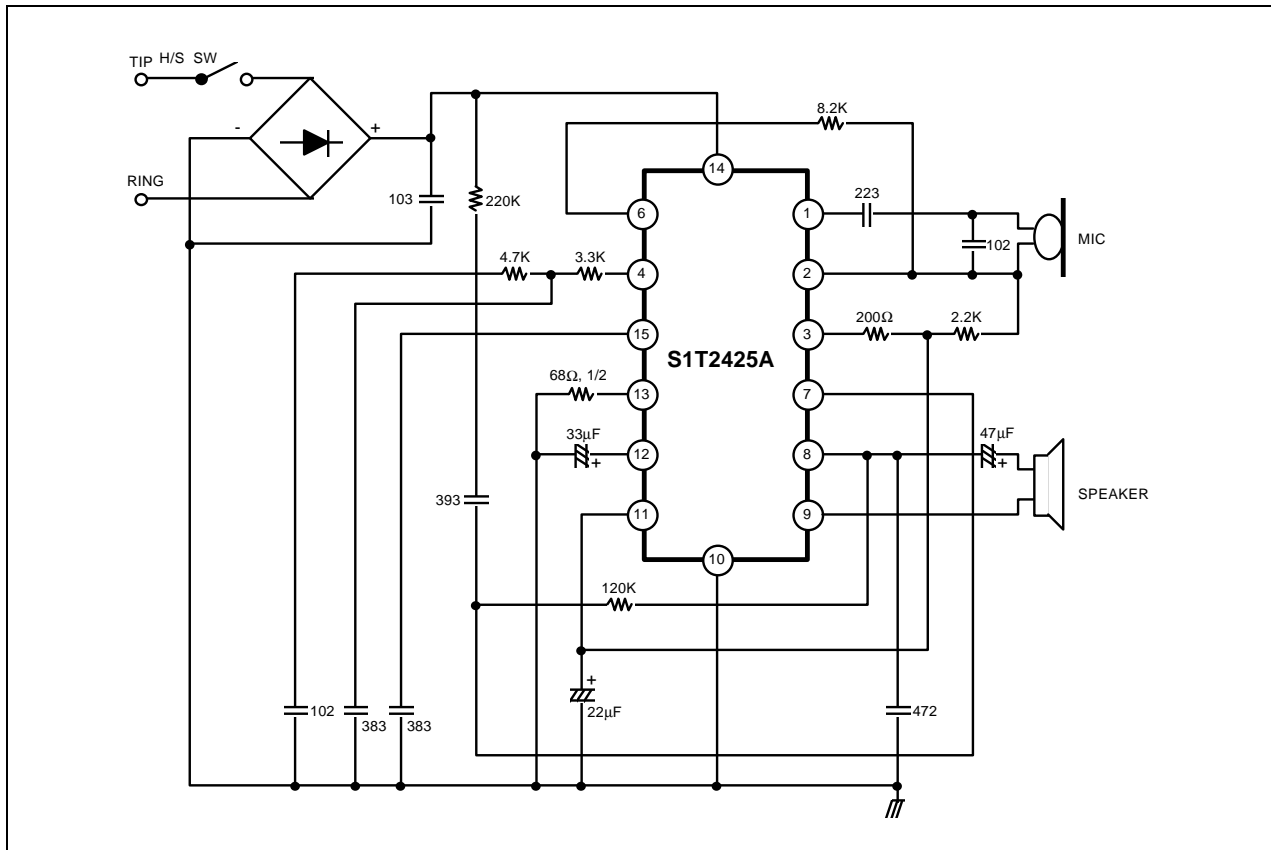 TIP H/S SW
8.2K
- +
14
RING
103
220K
6
1
223
102
MIC
4.7K
3.3K
4
2
200Ω
2.2K
15
3
S1T2425A
68Ω, 1/2
13
7
33µF
+
12
8
47µF
+
SPEAKER
393
11
9
10
120K
+
22µF
102
383
383
472